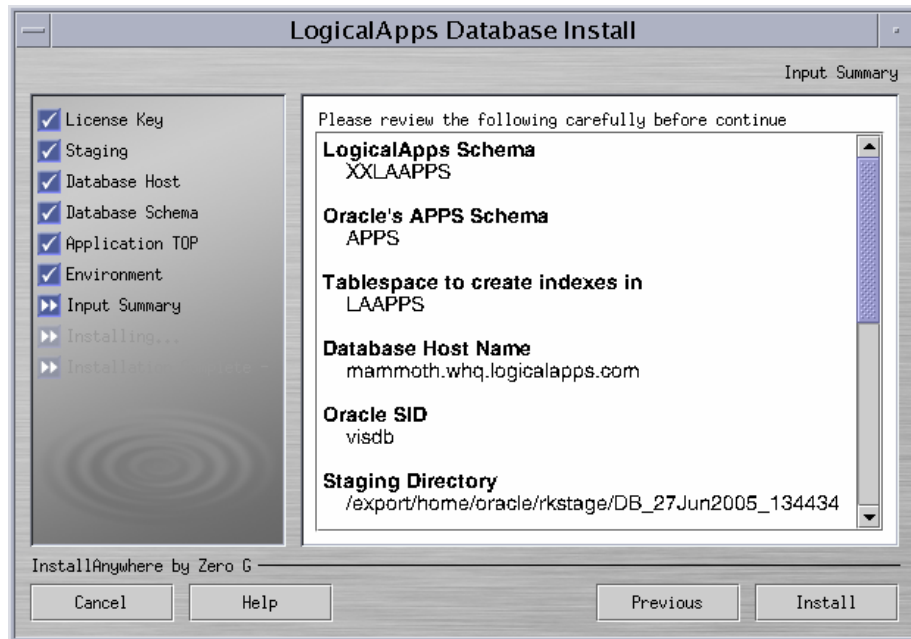 LogicalApps Database Install
Input Summary
License Key
Staging
Database Host
Database Schema
Application TOP
Environment
Input Summary
Installing...
Installation
Please review the following carefully before continue
LogicalApps Schema
XXLAAPPS
Oracle's APPS Schema
APPS
Tablespace to create indexes in
LAAPPS
Database Host Name
mammoth.whq.logicalapps.com
Oracle SID
visdb
Staging Directory
/export/home/oracle/rkstage/DB_27Jun2005_134434
InstallAnywhere by Zero G
Cancel
Help
Previous
Install